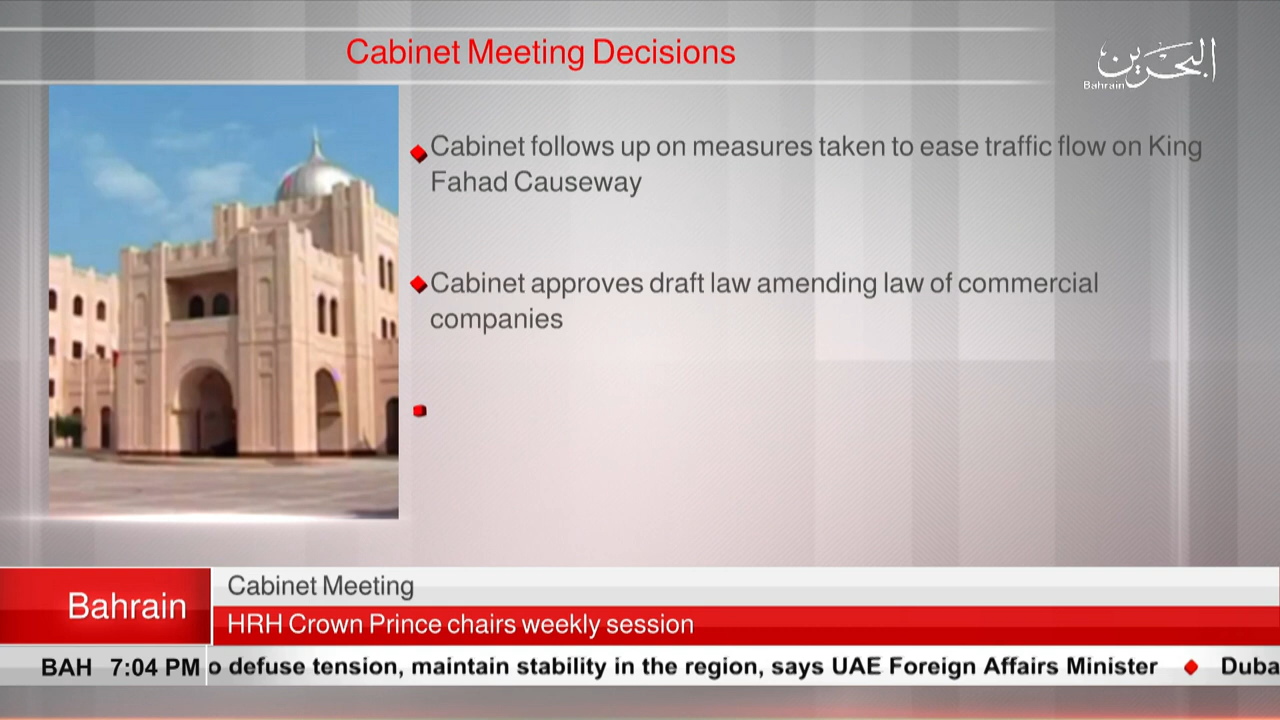 Cabinet Meeting Decisions
البحرين
Bahrain
Cabinet follows up on measures taken to ease traffic flow on King
Fahad Causeway
Cabinet approves draft law amending law of commercial
companies
Cabinet Meeting
Bahrain
HRH Crown Prince chairs weekly session
BAH 7:04 PM
o defuse tension, maintain stability in the region, says UAE Foreign Affairs Minister
Duba